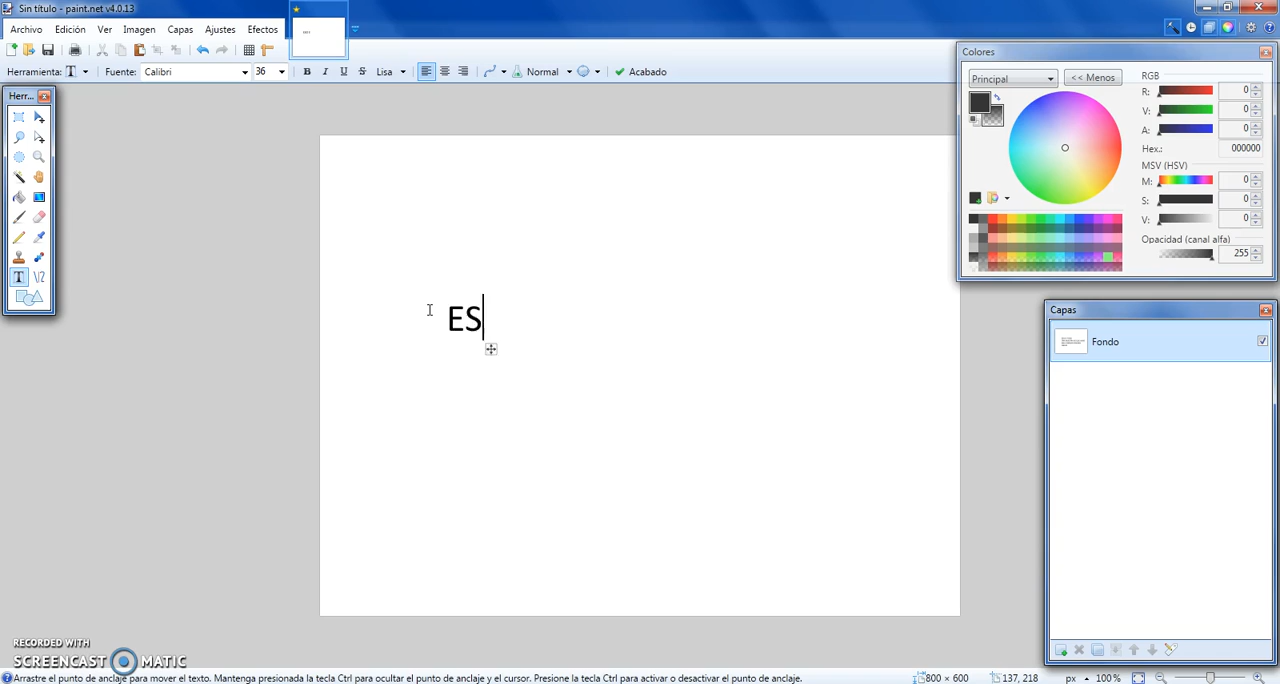 Sin título - paint.net v4.0.13
Archivo Edición Ver Imagen Capas Ajustes Efectos
Herramienta: T Fuente: Calibri 36 B I U S Lisa Normal Acabado
Herr...
Colores
Principal << Menos RGB
R: 0
V: 0
A: 0
Hex.: 000000
MSV (HSV)
M: 0
S: 0
V: 0
Opacidad (canal alfa)
255
ES
Capas
Fondo
RECORDED WITH
SCREENCAST MATIC
Arrastre el punto de anclaje para mover el texto. Mantenga presionada la tecla Ctrl para ocultar el punto de anclaje y el cursor. Presione la tecla Ctrl para activar o desactivar el punto de anclaje. 800 × 600 137, 218 px 100%